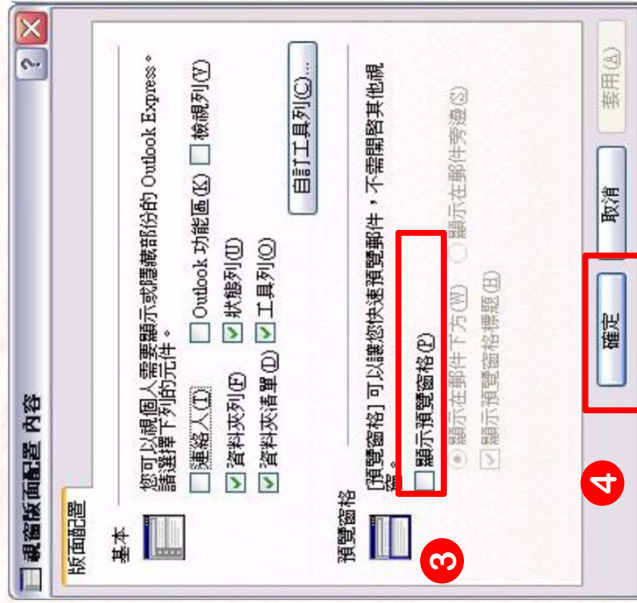 視窗版面配置 內容
?
版面配置
基本
您可以視個人需要顯示或隱藏部份的 Outlook Express。
請選擇下列的元件。
連絡人(T)
Outlook 功能區(K)
檢視列(V)
資料夾列(F)
狀態列(U)
資料夾清單(D)
工具列(O)
自訂工具列(C)...
預覽窗格
[預覽窗格] 可以讓您快速預覽郵件，不需開啓其他視
窗。
3
顯示預覽窗格(P)
顯示在郵件下方(W)
顯示在郵件旁邊(S)
顯示預覽窗格標題(H)
4
確定
取消
套用(A)